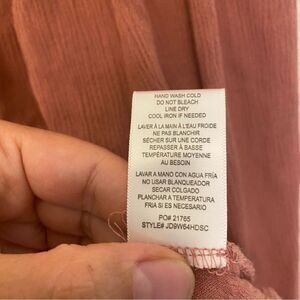 HAND WASH COLD
DO NOT BLEACH
LINE DRY
COOL IRON IF NEEDED
LAVER À LA MAIN À L'EAU FROIDE
NE PAS BLANCHIR
SÉCHER SUR UNE CORDE
REPASSER À BASSE
TEMPÉRATURE MOYENNE
AU BESOIN
LAVAR A MANO CON AGUA FRÍA
NO USAR BLANQUEADOR
SECAR COLGADO
PLANCHAR A TEMPERATURA
FRIA SI ES NECESARIO
PO# 21765
STYLE# JD9W64HDSC